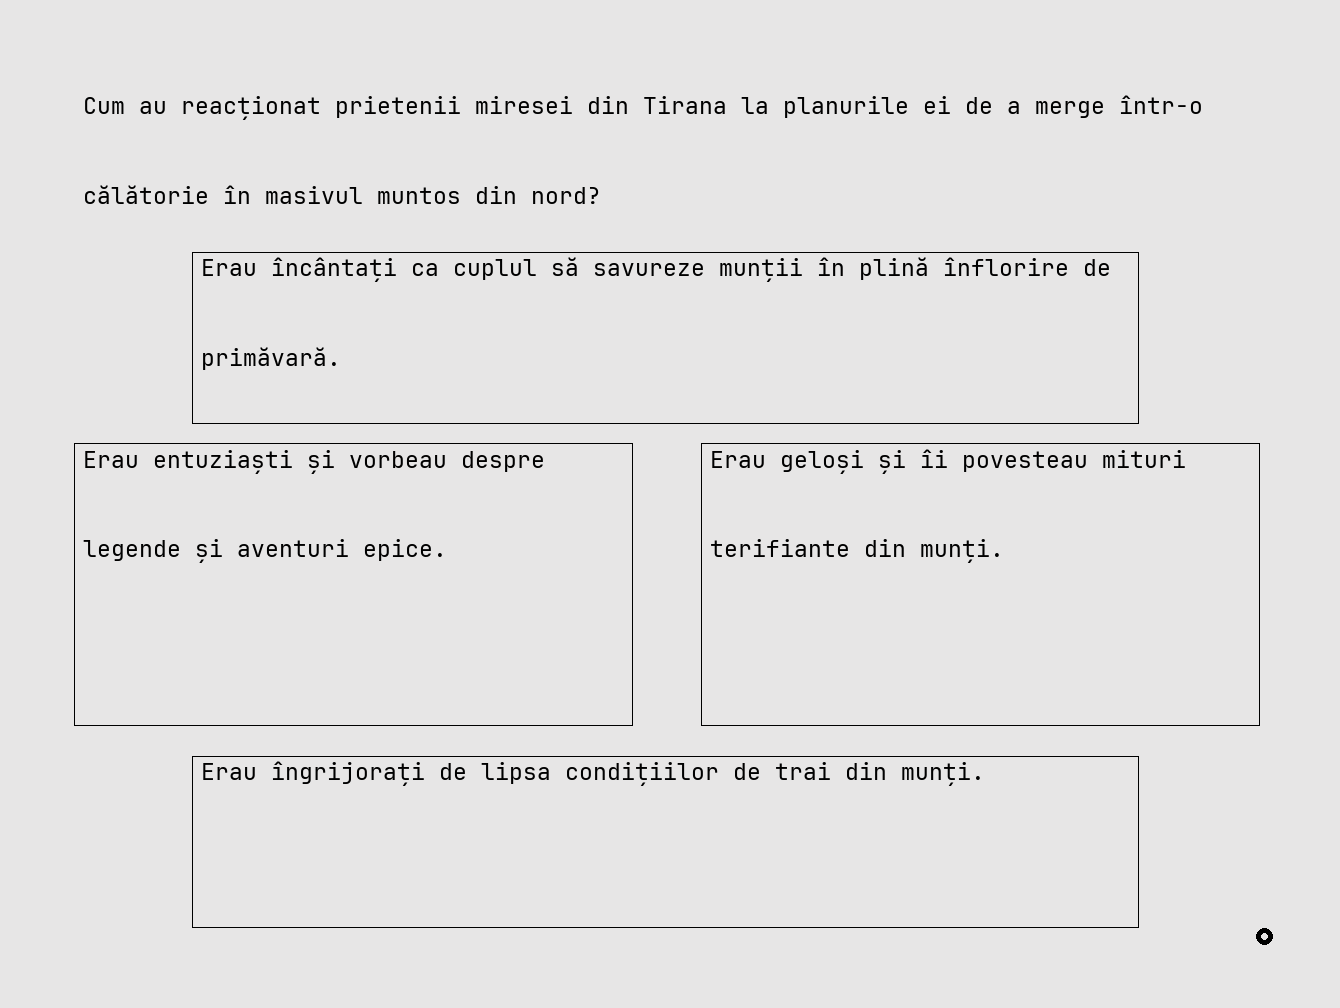 Cum au reacționat prietenii miresei din Tirana la planurile ei de a merge într-o
călătorie în masivul muntos din nord?
Erau încântați ca cuplul să savureze munții în plină înflorire de
primăvară.
Erau entuziaști și vorbeau despre
legende și aventuri epice.
Erau geloși și îi povesteau mituri
terifiante din munți.
Erau îngrijorați de lipsa condițiilor de trai din munți.